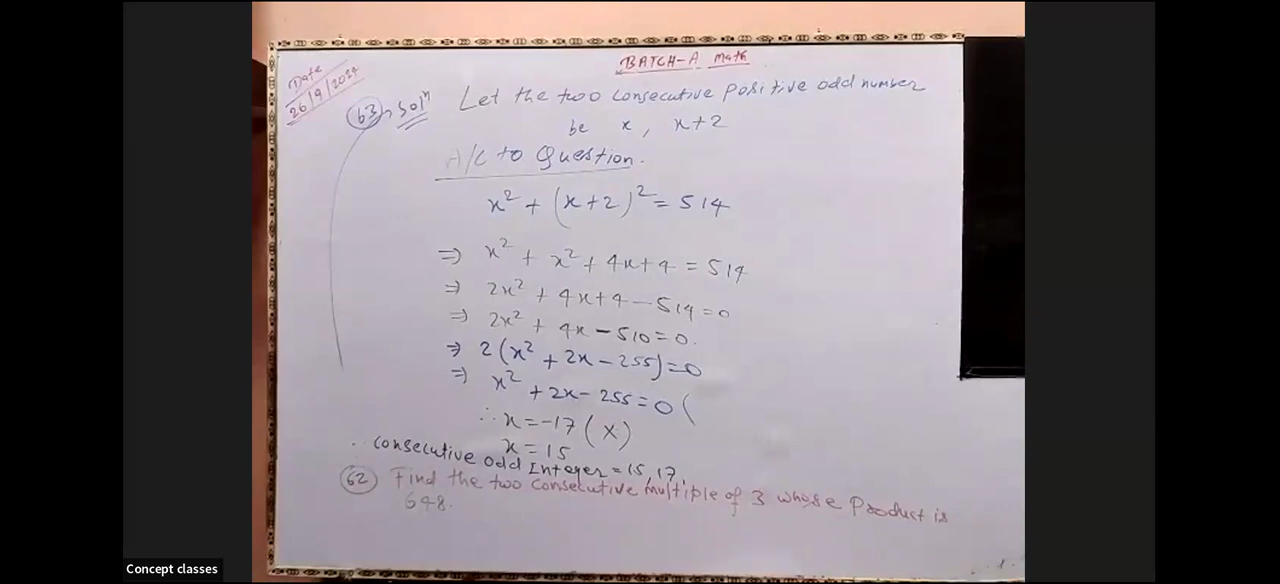 BATCH-A Math
Date
26/9/2024
63 → Solⁿ Let the two consecutive positive odd number
be x, x+2
A/C to Question.
x² + (x+2)² = 514
⇒ x² + x² + 4x+4 = 514
⇒ 2x² + 4x+4-514=0
⇒ 2x² + 4x-510=0.
⇒ 2(x² + 2x-255)=0
⇒ x² + 2x-255=0 (
∴ x=-17 (X)
x=15
∴ consecutive odd Integer = 15, 17.
62 Find the two consecutive multiple of 3 whose Product is
648.
Concept classes